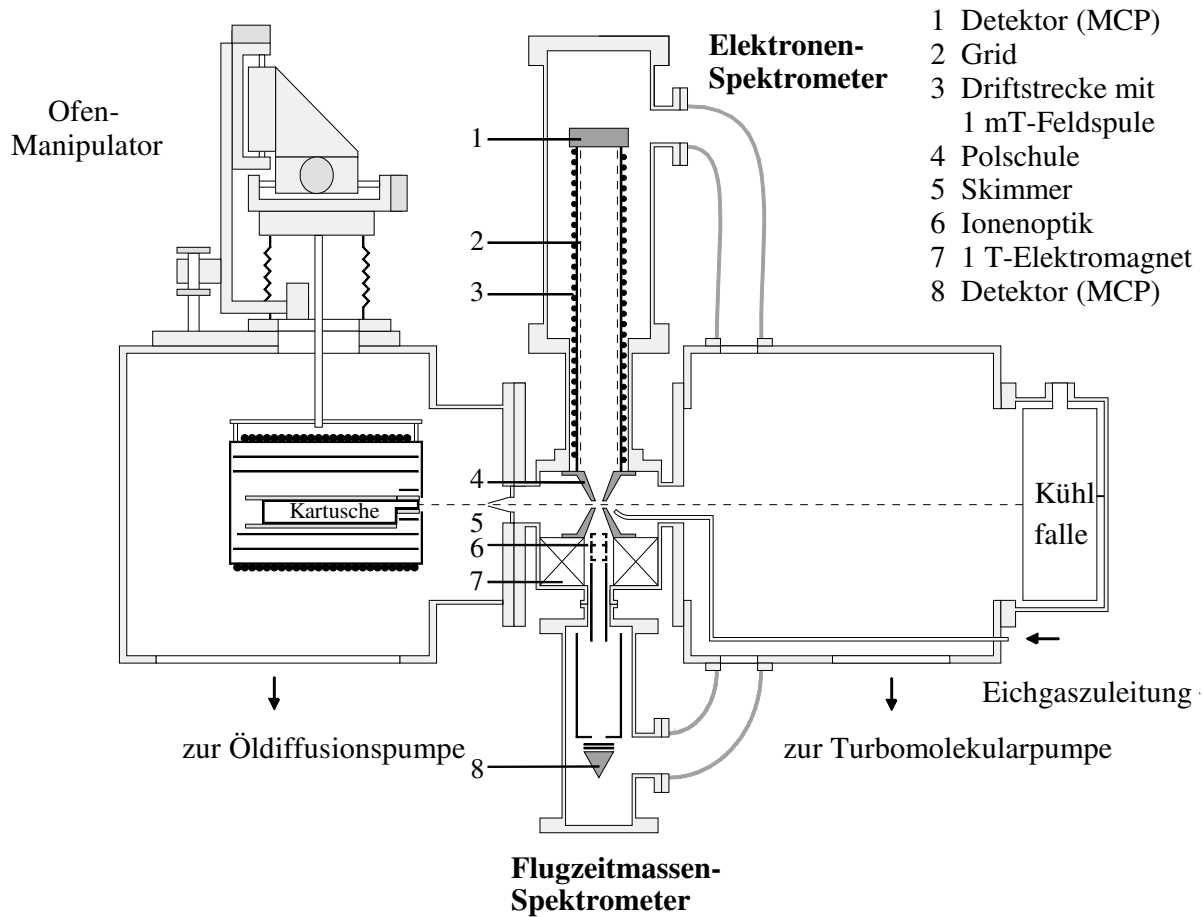 Ofen-
Manipulator
Elektronen-
Spektrometer
1 Detektor (MCP)
2 Grid
3 Driftstrecke mit
1 mT-Feldspule
4 Polschule
5 Skimmer
6 Ionenoptik
7 1 T-Elektromagnet
8 Detektor (MCP)
1
2
3
4
Kartusche
5
6
7
8
Kühl-
falle
Eichgaszuleitung
zur Öldiffusionspumpe
zur Turbomolekularpumpe
Flugzeitmassen-
Spektrometer